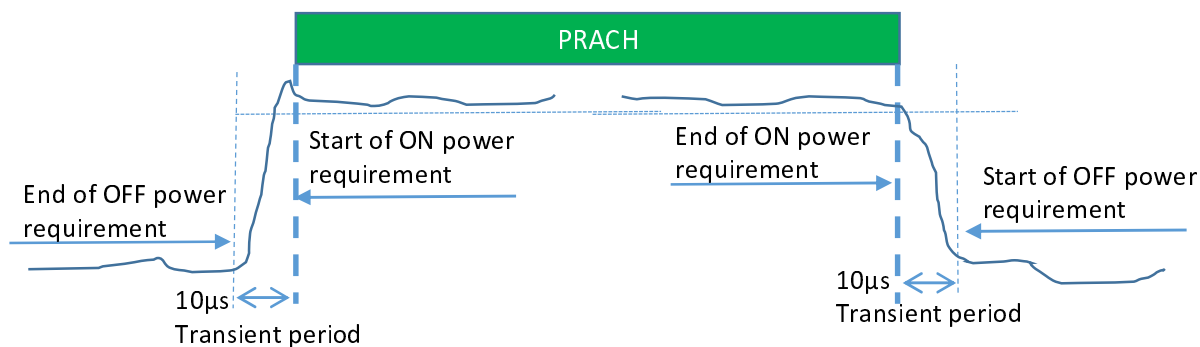 PRACH
Start of ON power
requirement
End of ON power
requirement
End of OFF power
requirement
Start of OFF power
requirement
10µs
Transient period
10µs
Transient period